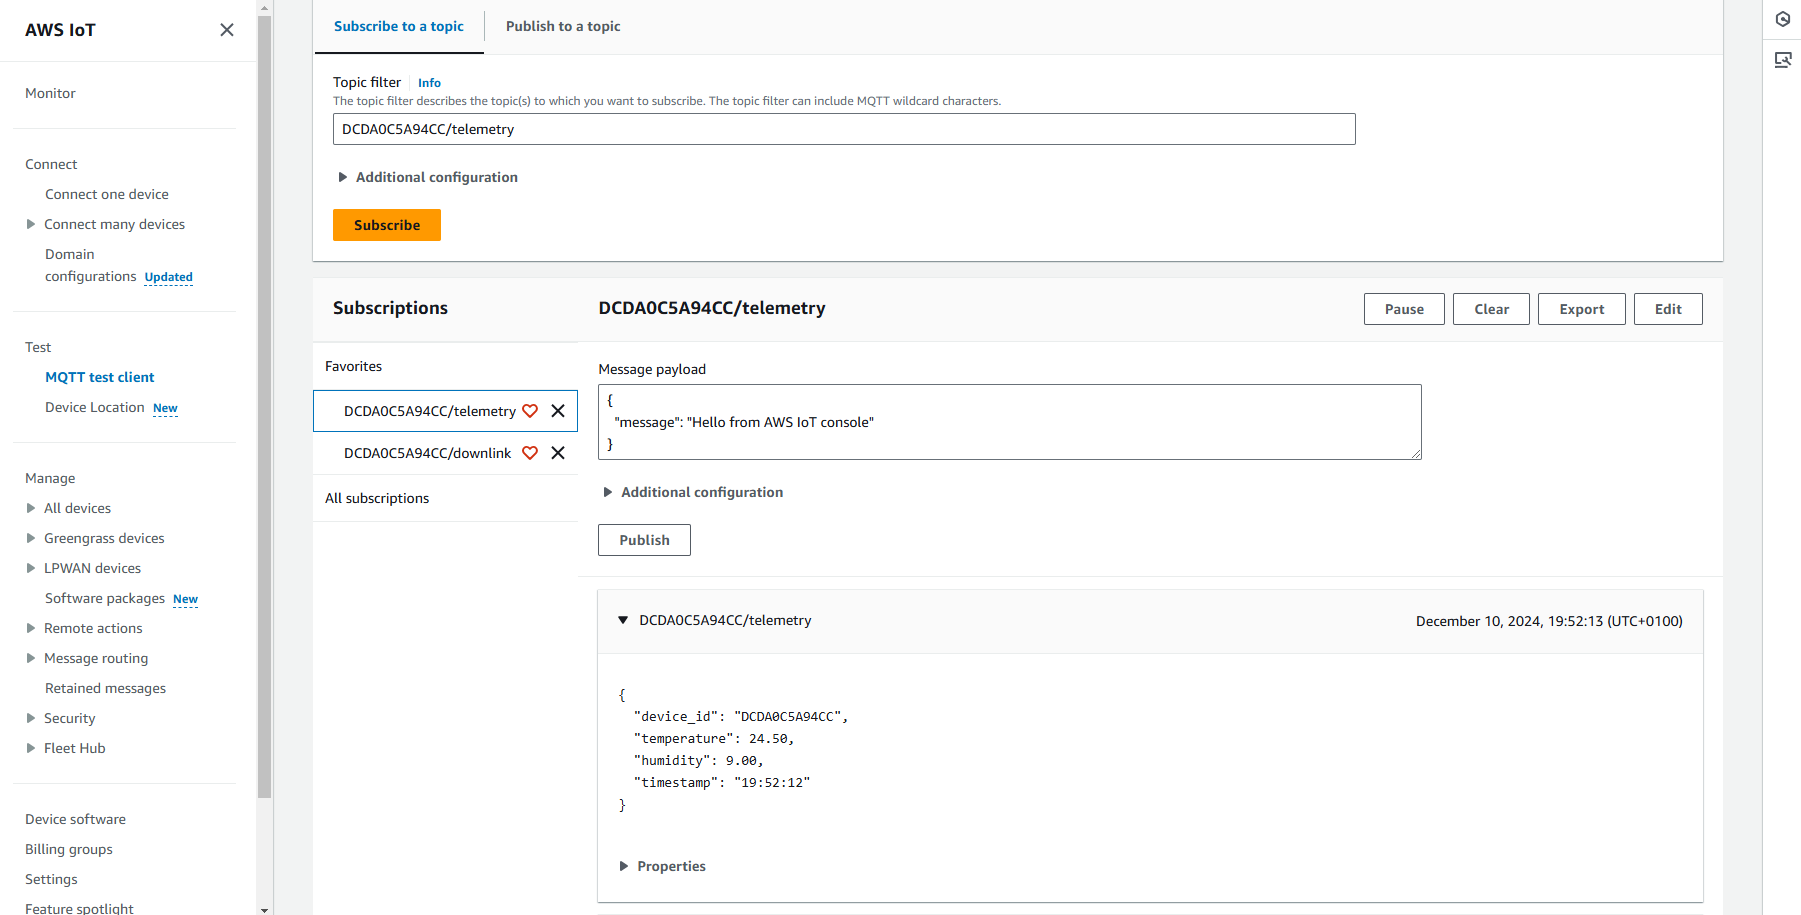 AWS IoT
Monitor
Connect
Connect one device
Connect many devices
Domain
configurations Updated
Test
MQTT test client
Device Location New
Manage
All devices
Greengrass devices
LPWAN devices
Software packages New
Remote actions
Message routing
Retained messages
Security
Fleet Hub
Device software
Billing groups
Settings
Feature spotlight
Subscribe to a topic
Publish to a topic
Topic filter Info
The topic filter describes the topic(s) to which you want to subscribe. The topic filter can include MQTT wildcard characters.
DCDA0C5A94CC/telemetry
Additional configuration
Subscribe
Subscriptions
Favorites
DCDA0C5A94CC/telemetry
DCDA0C5A94CC/downlink
All subscriptions
DCDA0C5A94CC/telemetry
Pause
Clear
Export
Edit
Message payload
{
"message": "Hello from AWS IoT console"
}
Additional configuration
Publish
DCDA0C5A94CC/telemetry
December 10, 2024, 19:52:13 (UTC+0100)
{
"device_id": "DCDA0C5A94CC",
"temperature": 24.50,
"humidity": 9.00,
"timestamp": "19:52:12"
}
Properties